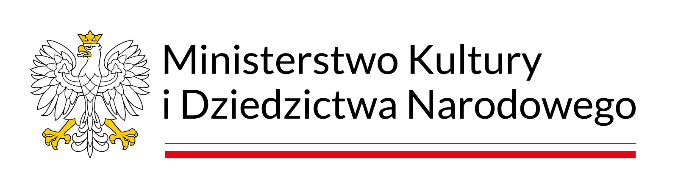 Ministerstwo Kultury
i Dziedzictwa Narodowego